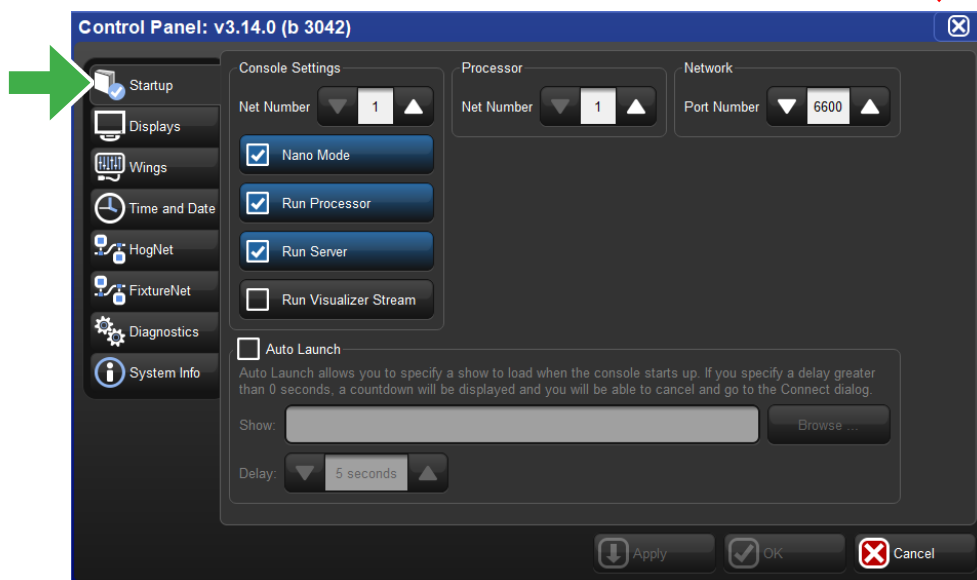 Control Panel: v3.14.0 (b 3042)
Startup
Displays
Wings
Time and Date
HogNet
FixtureNet
Diagnostics
System Info
Console Settings
Net Number 1
Nano Mode
Run Processor
Run Server
Run Visualizer Stream
Processor
Net Number 1
Network
Port Number 6600
Auto Launch
Auto Launch allows you to specify a show to load when the console starts up. If you specify a delay greater
than 0 seconds, a countdown will be displayed and you will be able to cancel and go to the Connect dialog.
Show:
Browse ...
Delay: 5 seconds
Apply
OK
Cancel